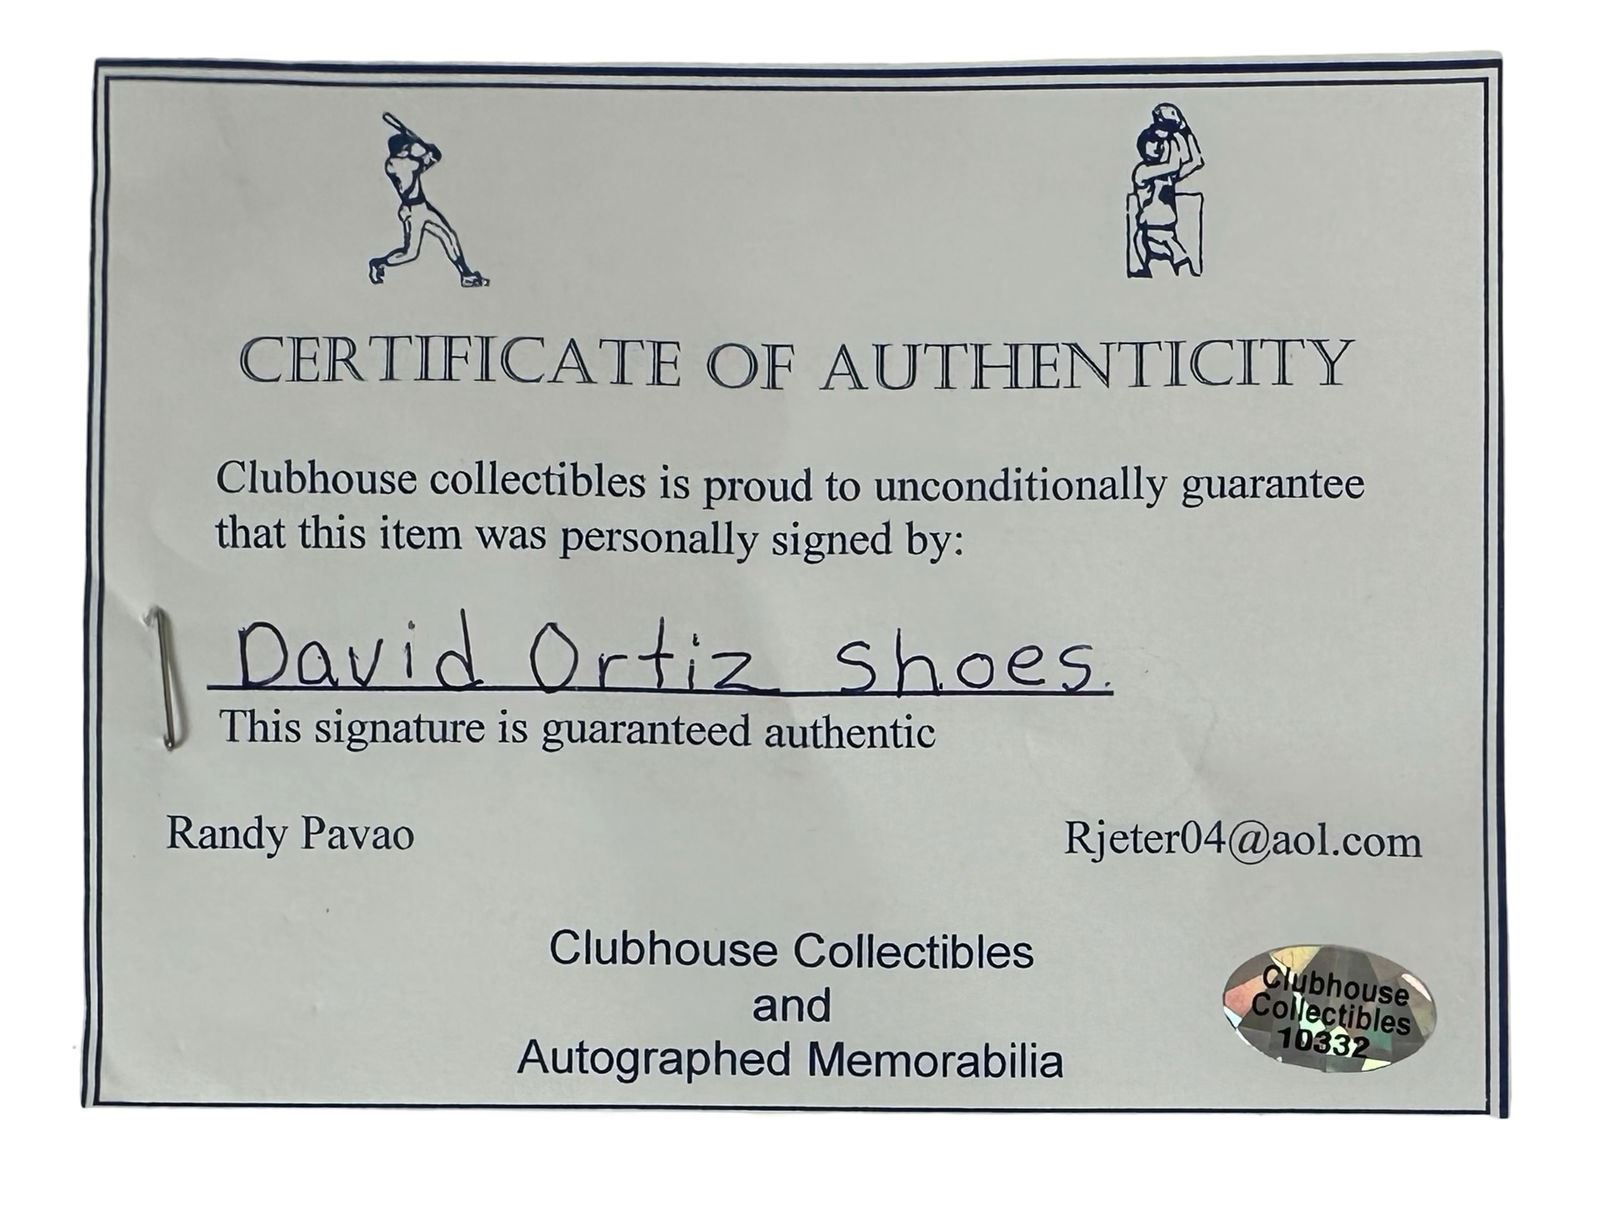 CERTIFICATE OF AUTHENTICITY
Clubhouse collectibles is proud to unconditionally guarantee
that this item was personally signed by:
David Ortiz shoes.
This signature is guaranteed authentic
Randy Pavao
Rjeter04@aol.com
Clubhouse Collectibles
and
Autographed Memorabilia
Clubhouse
Collectibles
10332